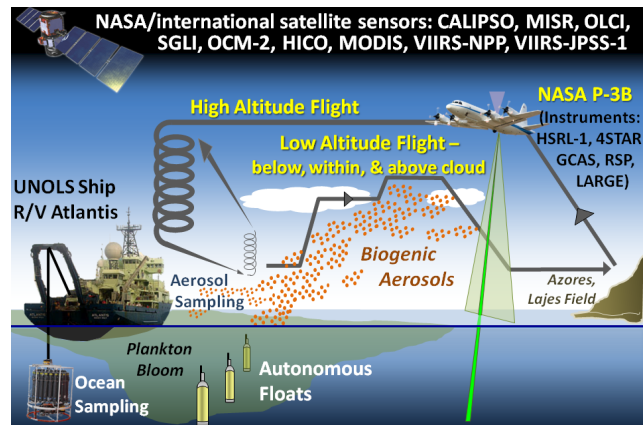 NASA/international satellite sensors: CALIPSO, MISR, OLCI,
SGLI, OCM-2, HICO, MODIS, VIIRS-NPP, VIIRS-JPSS-1
High Altitude Flight
NASA P-3B
(Instruments:
HSRL-1, 4STAR
GCAS, RSP,
LARGE)
Low Altitude Flight –
below, within, & above cloud
UNOLS Ship
R/V Atlantis
Biogenic
Aerosols
Aerosol
Sampling
Azores,
Lajes Field
Plankton
Bloom
Autonomous
Floats
Ocean
Sampling